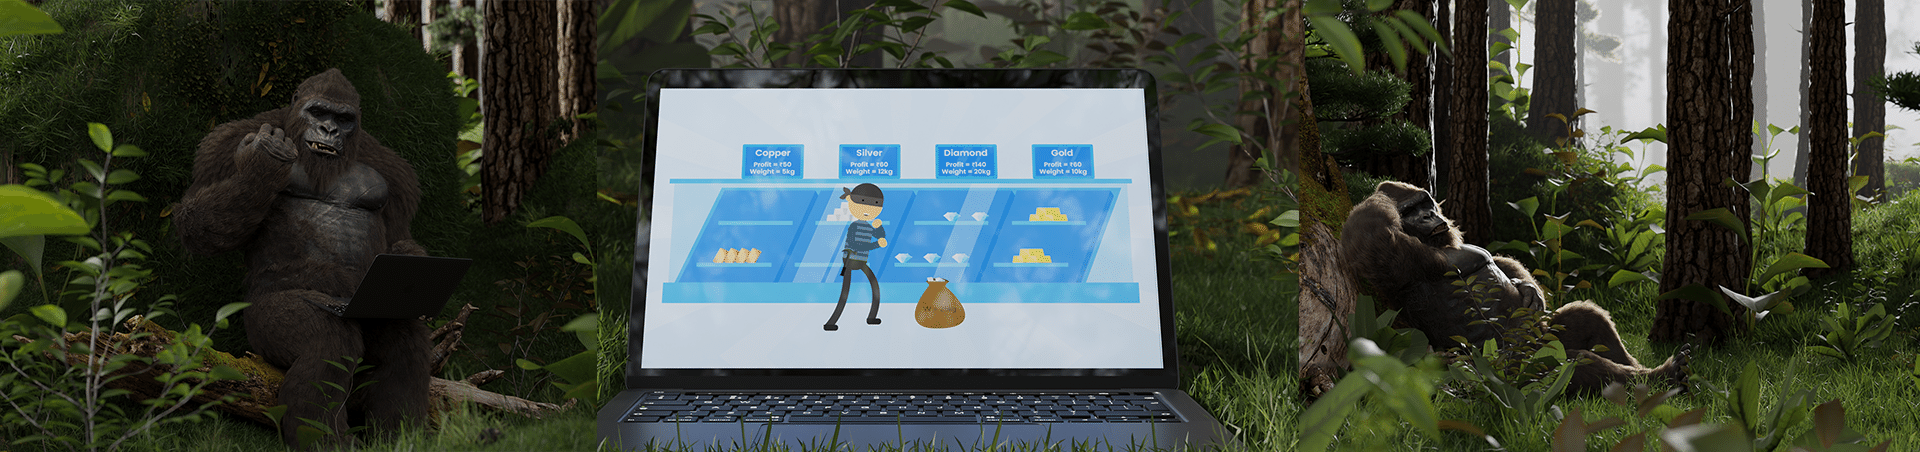 Copper
Profit = ₹50
Weight = 5kg
Silver
Profit = ₹60
Weight = 12kg
Diamond
Profit = ₹140
Weight = 20kg
Gold
Profit = ₹60
Weight = 10kg